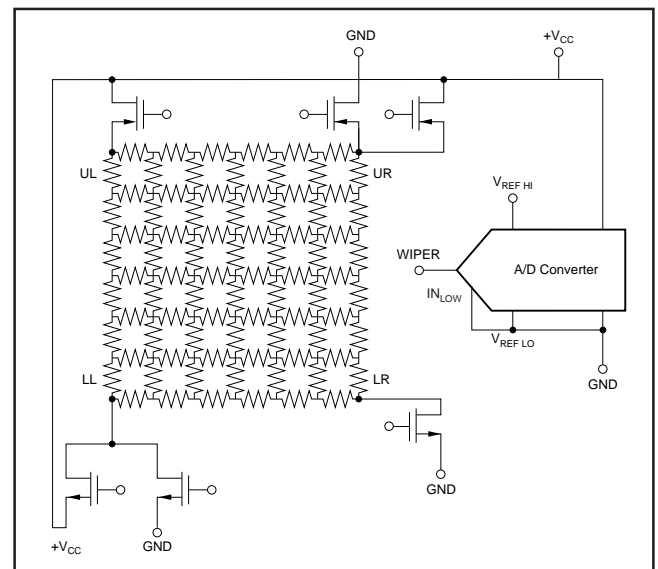 GND
+VCC
UL
UR
VREF HI
WIPER
A/D Converter
INLOW
VREF LO
LL
LR
GND
GND
+VCC
GND